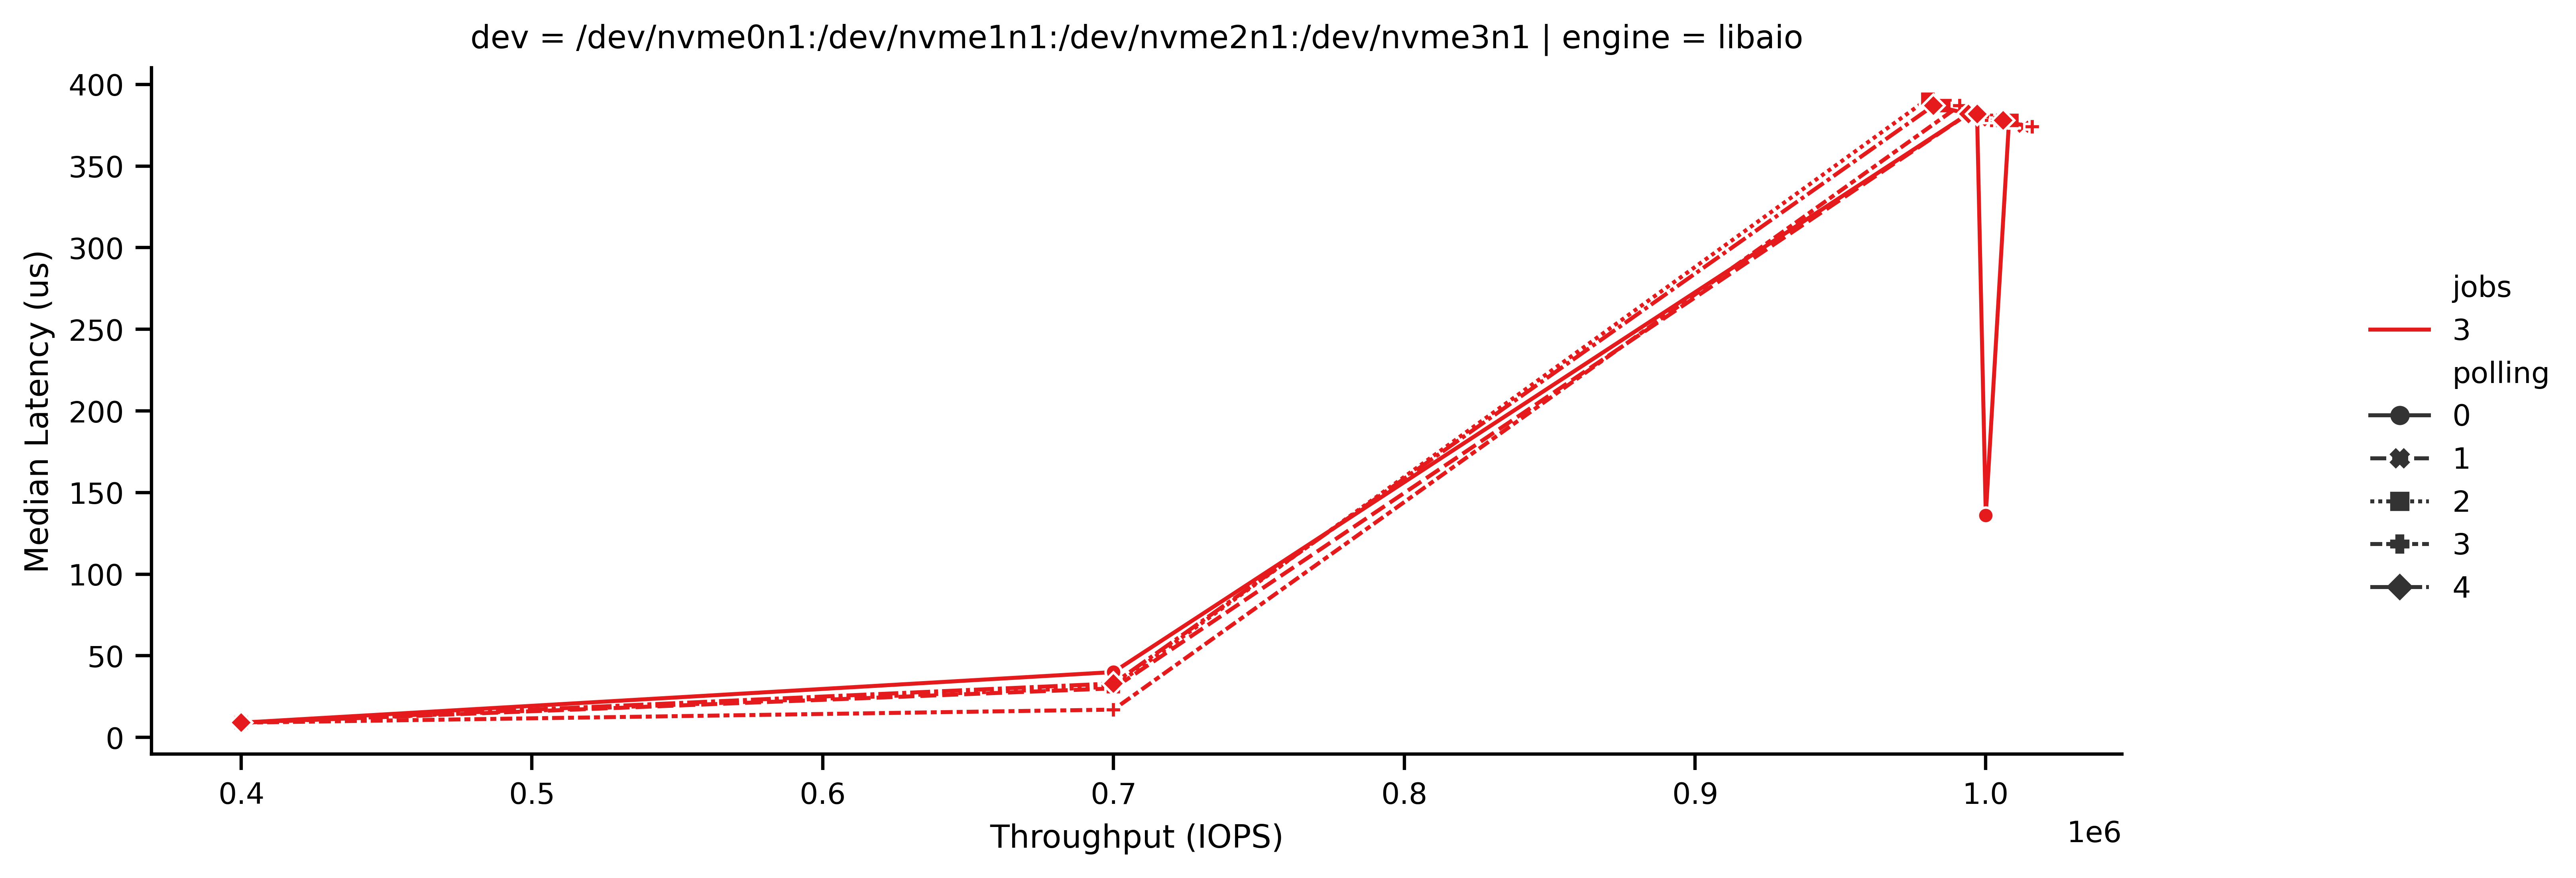 dev = /dev/nvme0n1:/dev/nvme1n1:/dev/nvme2n1:/dev/nvme3n1 | engine = libaio
400
350
300
250
200
150
100
50
0
Median Latency (us)
0.4 0.5 0.6 0.7 0.8 0.9 1.0
1e6
Throughput (IOPS)
jobs
3
polling
0
1
2
3
4